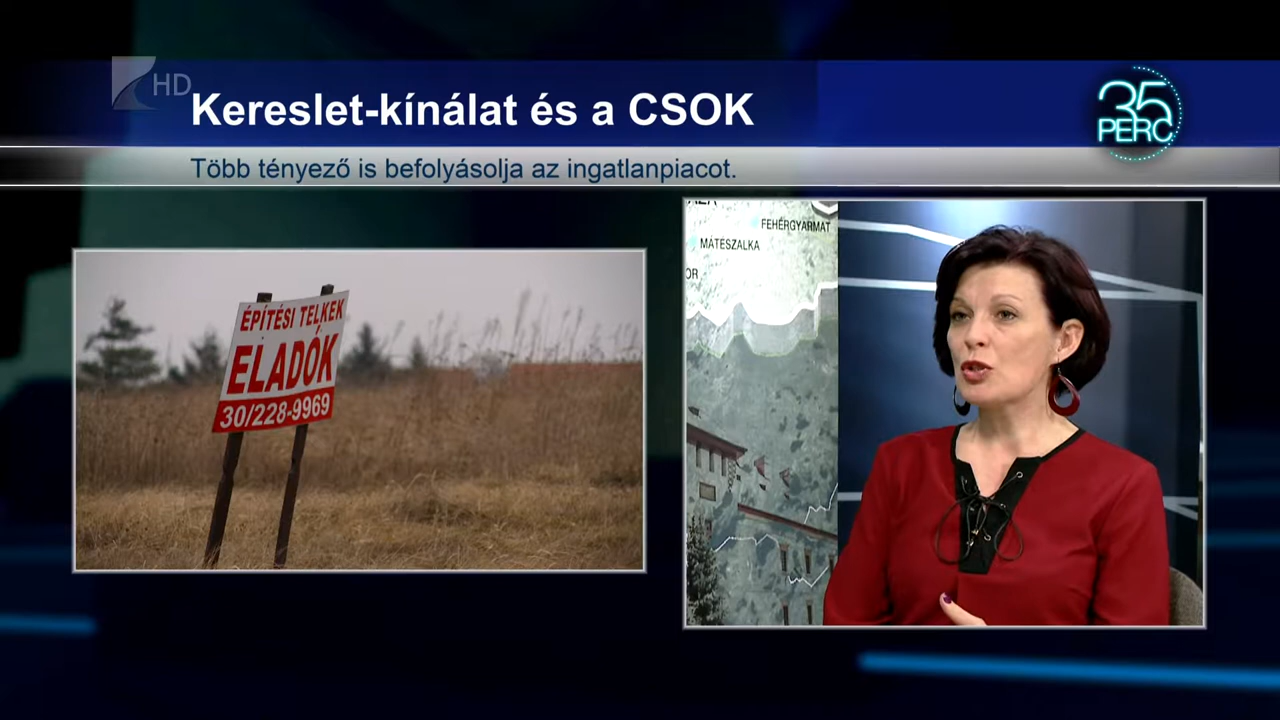 HD
Kereslet-kínálat és a CSOK
35
PERC
Több tényező is befolyásolja az ingatlanpiacot.
ÉPÍTÉSI TELKEK
ELADÓK
30/228-9969
FEHÉRGYARMAT
MÁTÉSZALKA